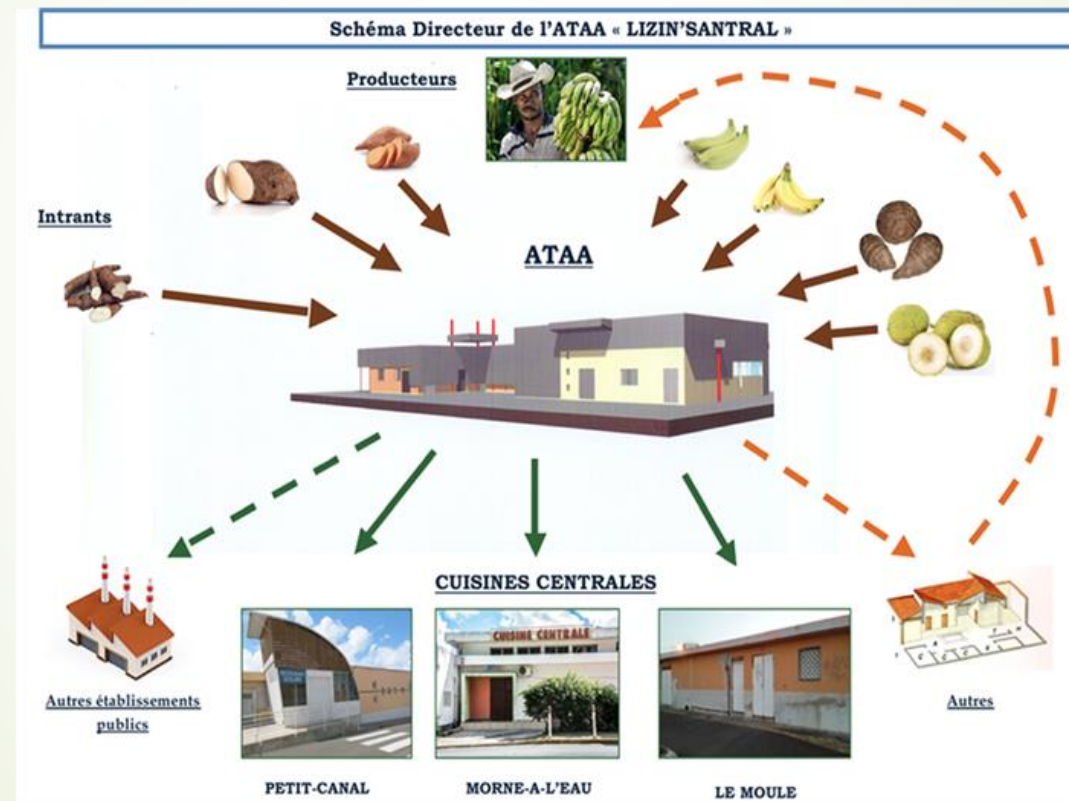 Schéma Directeur de l'ATAA « LIZIN'SANTRAL »
Producteurs
Intrants
ATAA
CUISINES CENTRALES
CUISINE CENTRALE
Autres établissements
publics
Autres
PETIT-CANAL
MORNE-A-L'EAU
LE MOULE